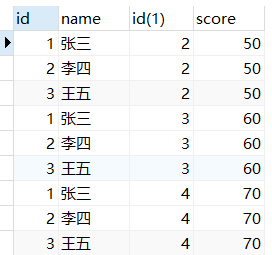 id name id(1) score
1 张三 2 50
2 李四 2 50
3 王五 2 50
1 张三 3 60
2 李四 3 60
3 王五 3 60
1 张三 4 70
2 李四 4 70
3 王五 4 70